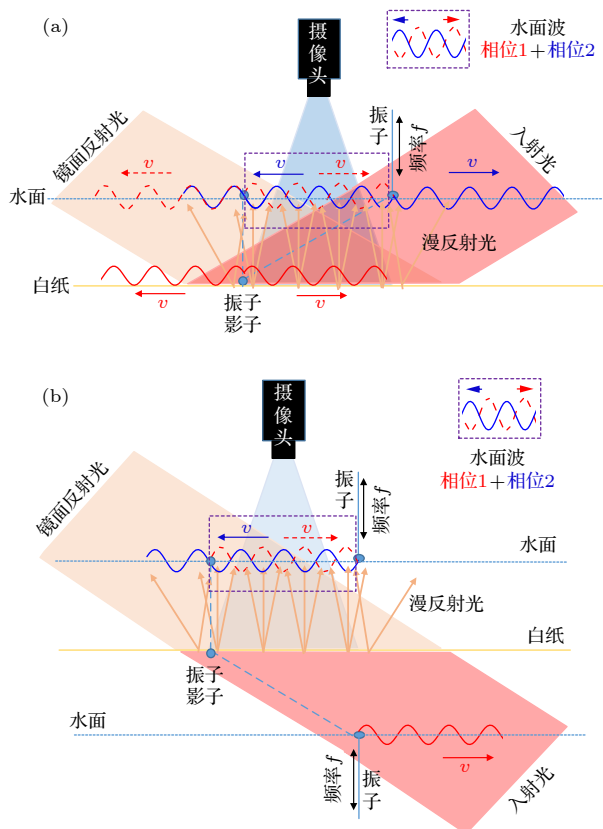 (a)
摄像头
水面波
相位1+相位2
镜面反射光
振子
频率f
入射光
v
v
v
v
水面
漫反射光
白纸
v
振子
影子
v
(b)
摄像头
水面波
相位1+相位2
镜面反射光
振子
频率f
v
v
水面
漫反射光
白纸
振子
影子
水面
频率f
振子
v
入射光